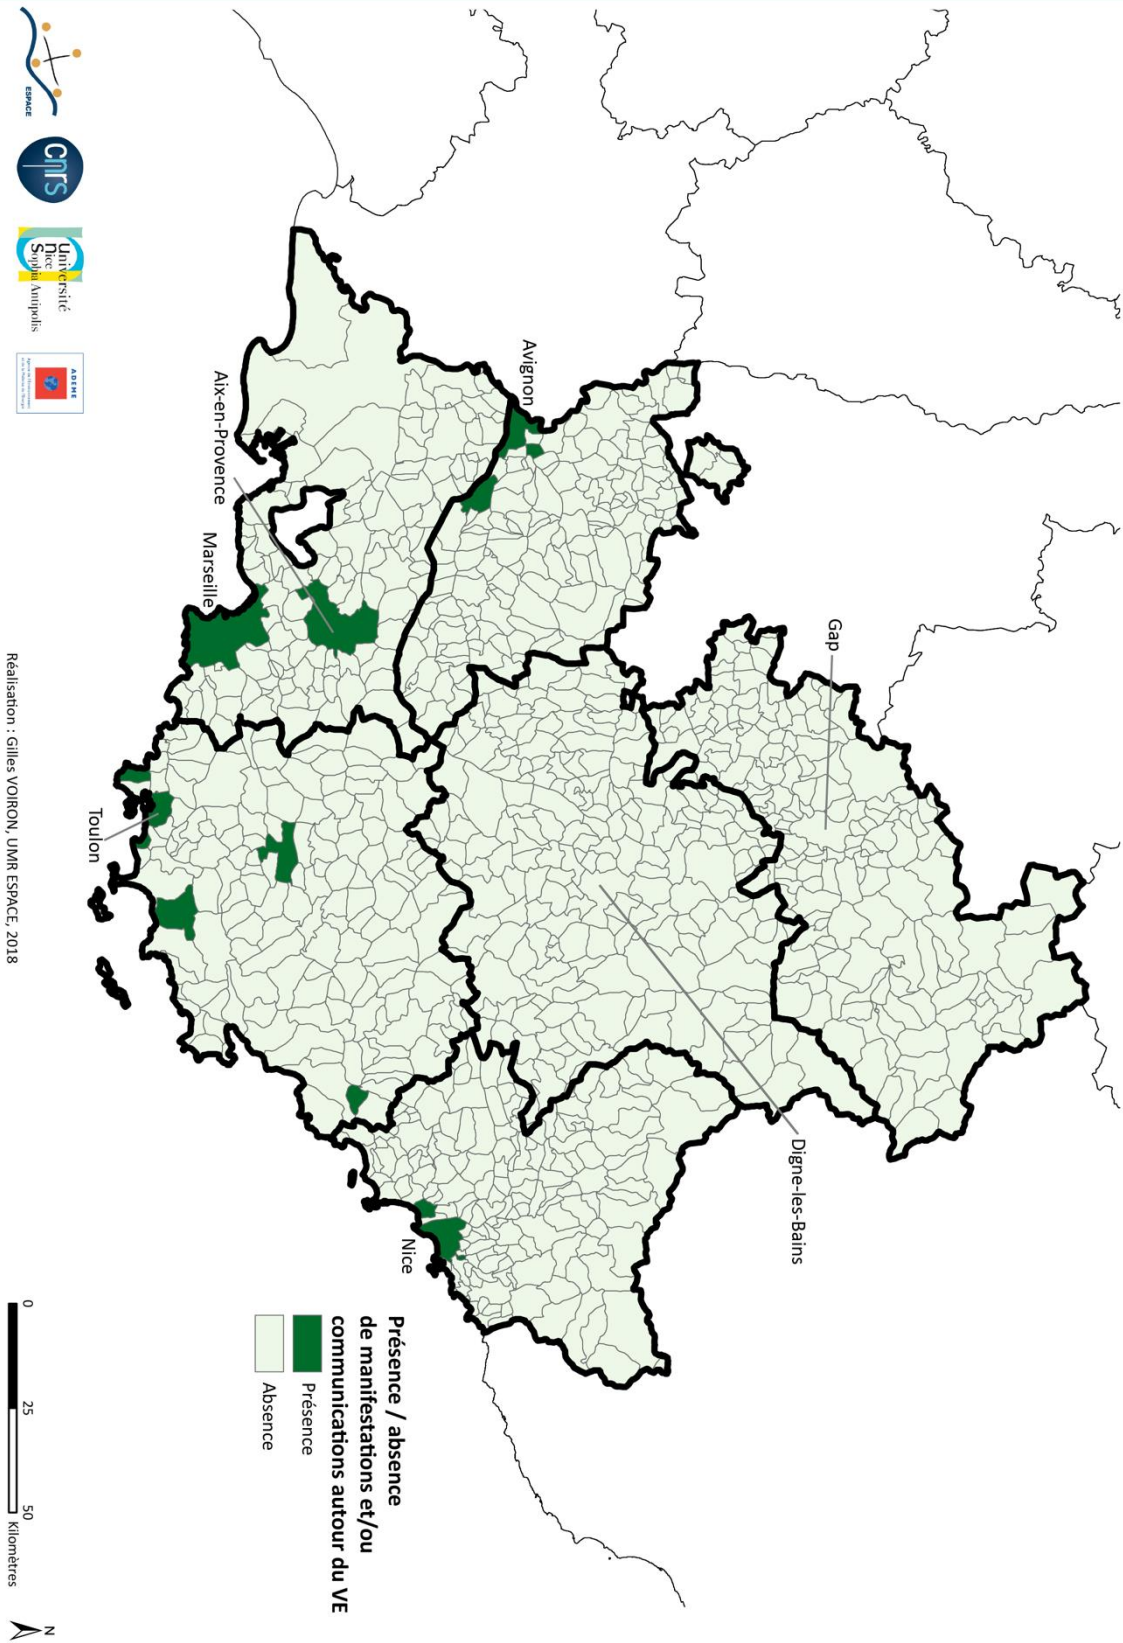 Gap
Digne-les-Bains
Avignon
Aix-en-Provence
Marseille
Toulon
Nice
Présence / absence
de manifestations et/ou
communications autour du VE
Présence
Absence
0 25 50 Kilomètres
N
ESPACE
cnrs
Université
Nice
Sophia Antipolis
ADEME
Réalisation : Gilles VOIRON, UMR ESPACE, 2018